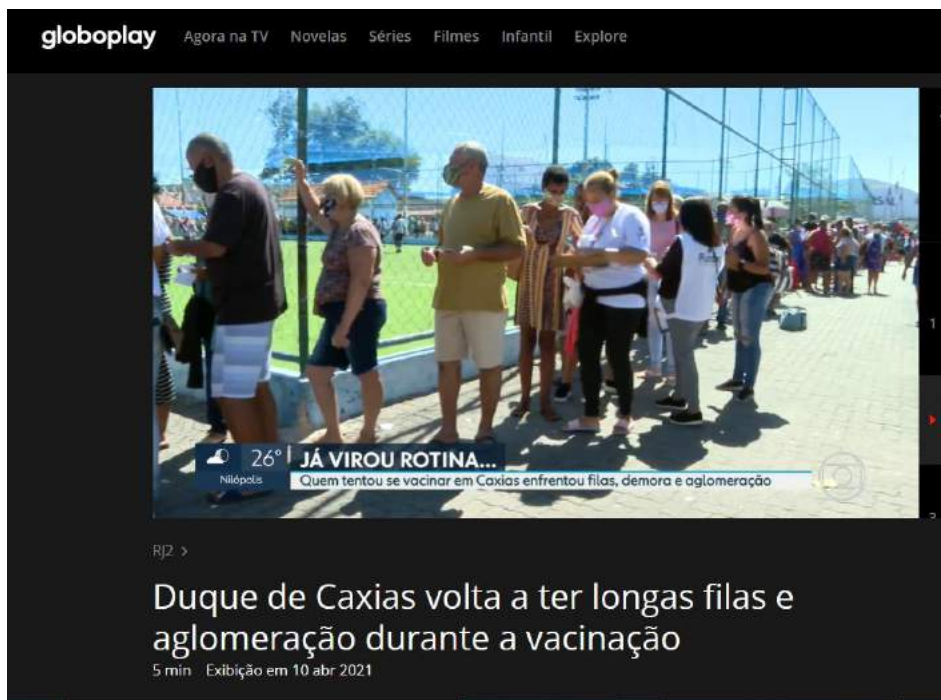 globoplay Agora na TV Novelas Séries Filmes Infantil Explore
26° JÁ VIROU ROTINA...
Nilópolis Quem tentou se vacinar em Caxias enfrentou filas, demora e aglomeração
1
3
RJ2 >
Duque de Caxias volta a ter longas filas e
aglomeração durante a vacinação
5 min Exibição em 10 abr 2021